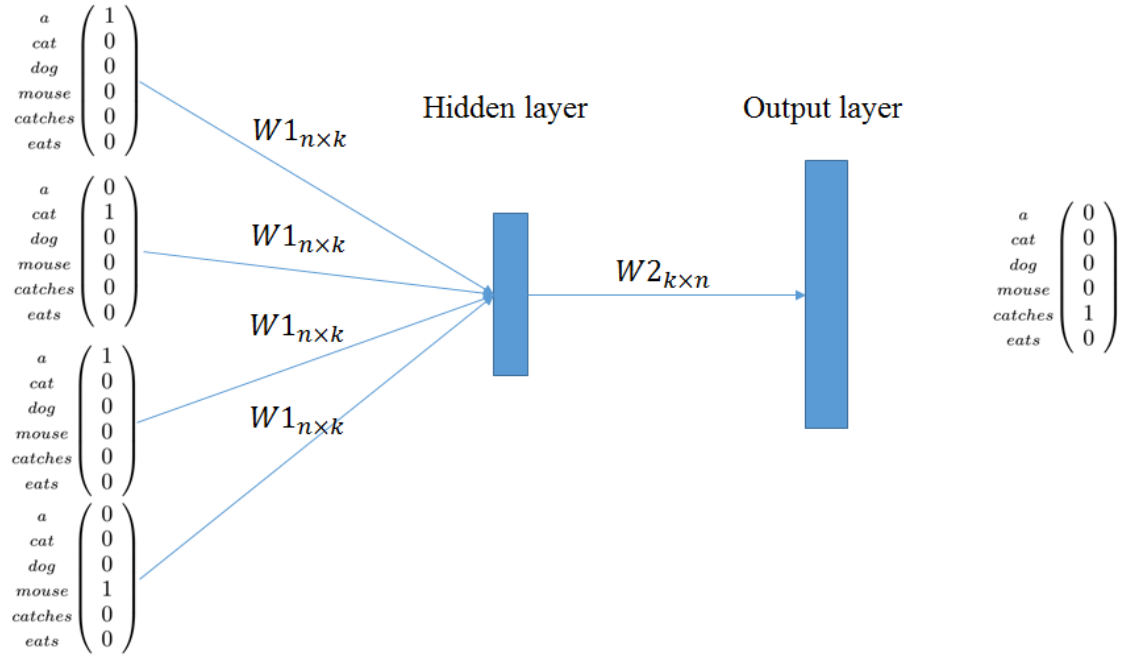 a 1
cat 0
dog 0
mouse 0
catches 0
eats 0
a 0
cat 1
dog 0
mouse 0
catches 0
eats 0
a 1
cat 0
dog 0
mouse 0
catches 0
eats 0
a 0
cat 0
dog 0
mouse 1
catches 0
eats 0
W1n×k
W1n×k
W1n×k
W1n×k
Hidden layer
W2k×n
Output layer
a 0
cat 0
dog 0
mouse 0
catches 1
eats 0